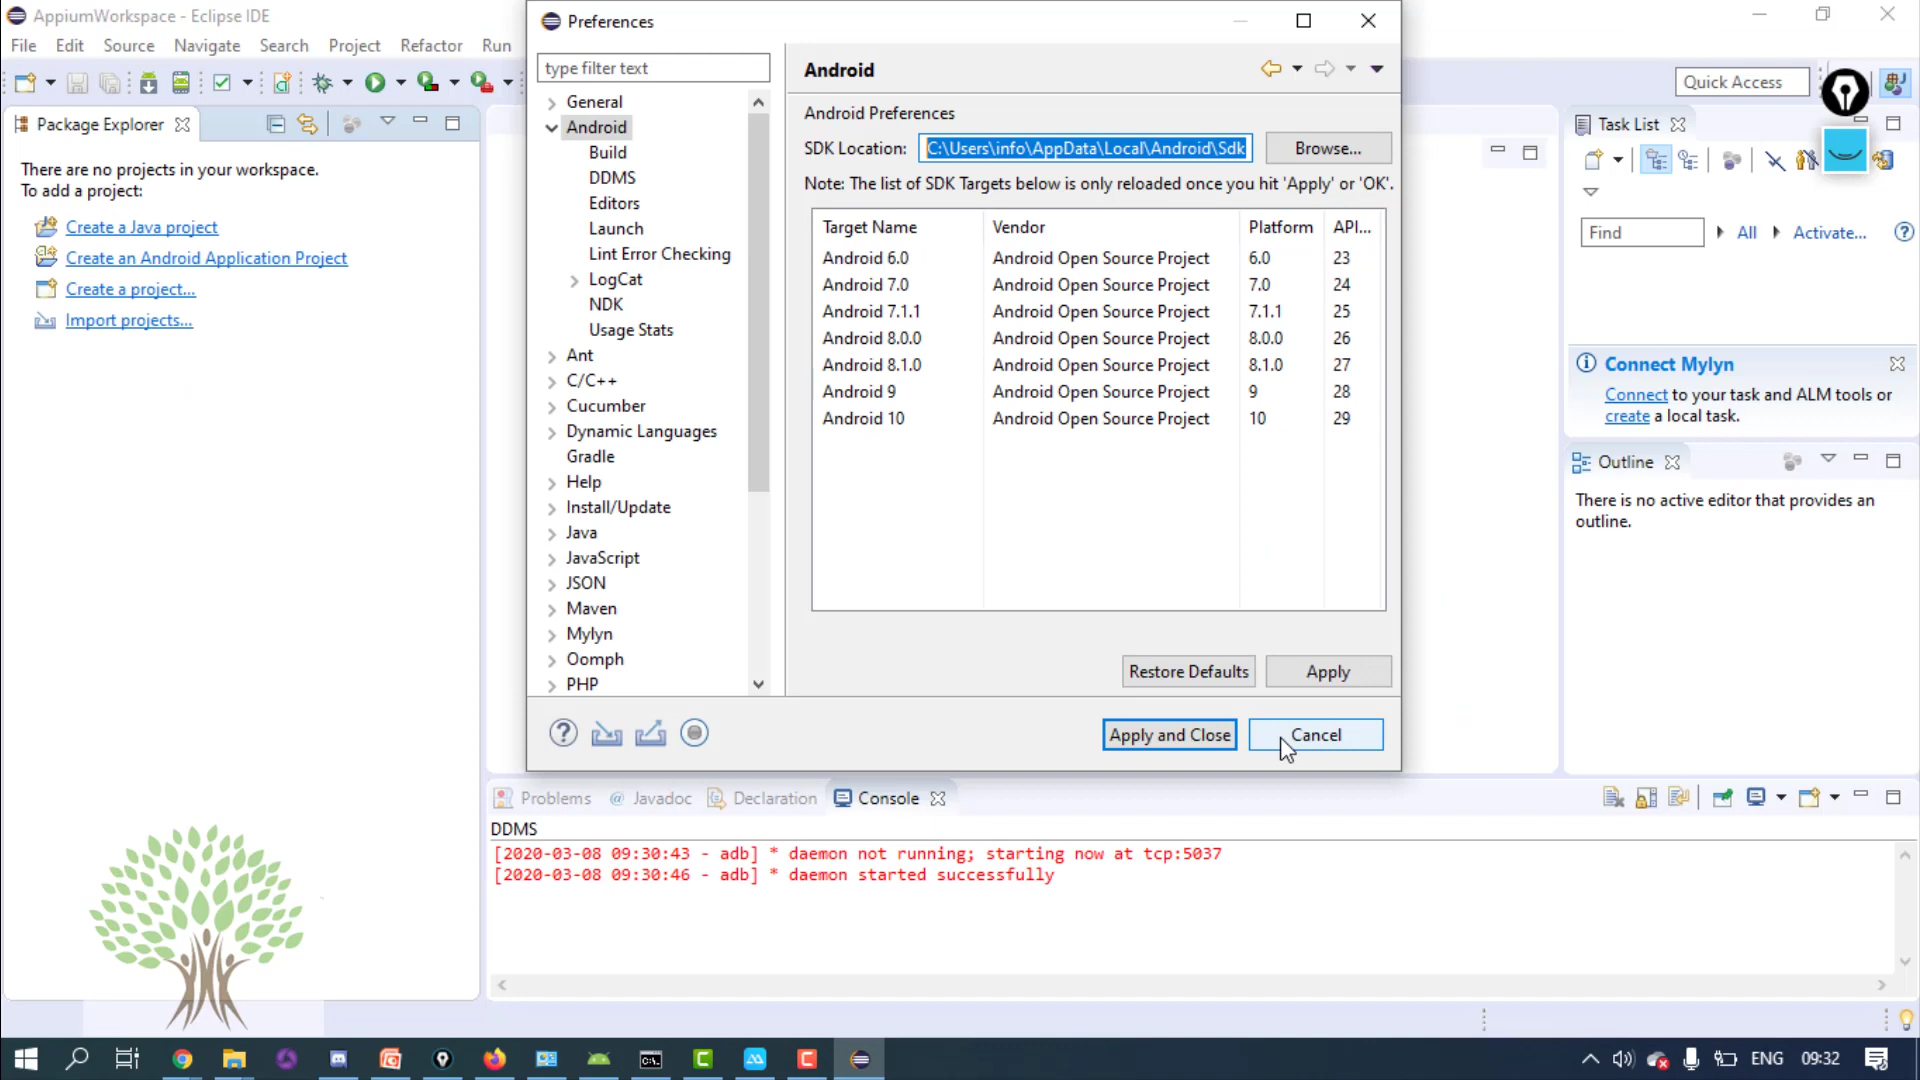 AppiumWorkspace - Eclipse IDE
File Edit Source Navigate Search Project Refactor Run
Quick Access
Package Explorer
There are no projects in your workspace.
To add a project:
Create a Java project
Create an Android Application Project
Create a project...
Import projects...
Preferences
type filter text
General
Android
Build
DDMS
Editors
Launch
Lint Error Checking
LogCat
NDK
Usage Stats
Ant
C/C++
Cucumber
Dynamic Languages
Gradle
Help
Install/Update
Java
JavaScript
JSON
Maven
Mylyn
Oomph
PHP
Android
Android Preferences
SDK Location: C:\Users\info\AppData\Local\Android\Sdk Browse...
Note: The list of SDK Targets below is only reloaded once you hit 'Apply' or 'OK'.
Target Name Vendor Platform API...
Android 6.0 Android Open Source Project 6.0 23
Android 7.0 Android Open Source Project 7.0 24
Android 7.1.1 Android Open Source Project 7.1.1 25
Android 8.0.0 Android Open Source Project 8.0.0 26
Android 8.1.0 Android Open Source Project 8.1.0 27
Android 9 Android Open Source Project 9 28
Android 10 Android Open Source Project 10 29
Restore Defaults Apply
Apply and Close Cancel
Task List
Find All Activate...
Connect Mylyn
Connect to your task and ALM tools or
create a local task.
Outline
There is no active editor that provides an
outline.
Problems Javadoc Declaration Console
DDMS
[2020-03-08 09:30:43 - adb] * daemon not running; starting now at tcp:5037
[2020-03-08 09:30:46 - adb] * daemon started successfully
ENG 09:32